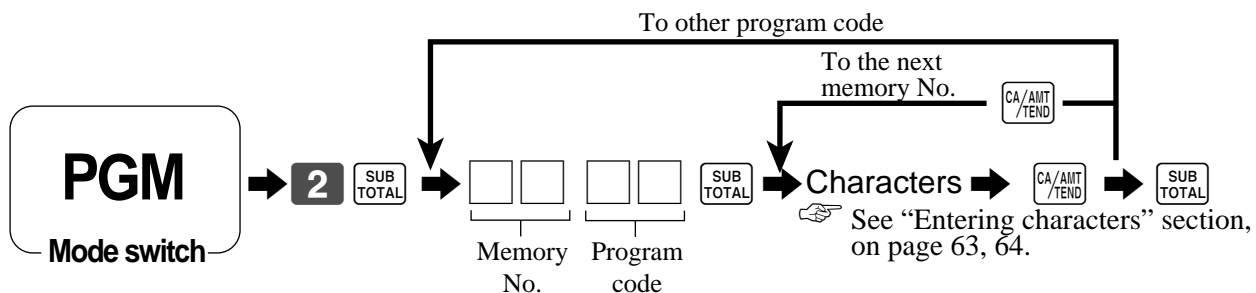 To other program code
To the next
memory No.
CA/AMT
/TEND
PGM
Mode switch
2
SUB
TOTAL
SUB
TOTAL
Characters
CA/AMT
/TEND
SUB
TOTAL
☞ See “Entering characters” section,
on page 63, 64.
Memory
No.
Program
code